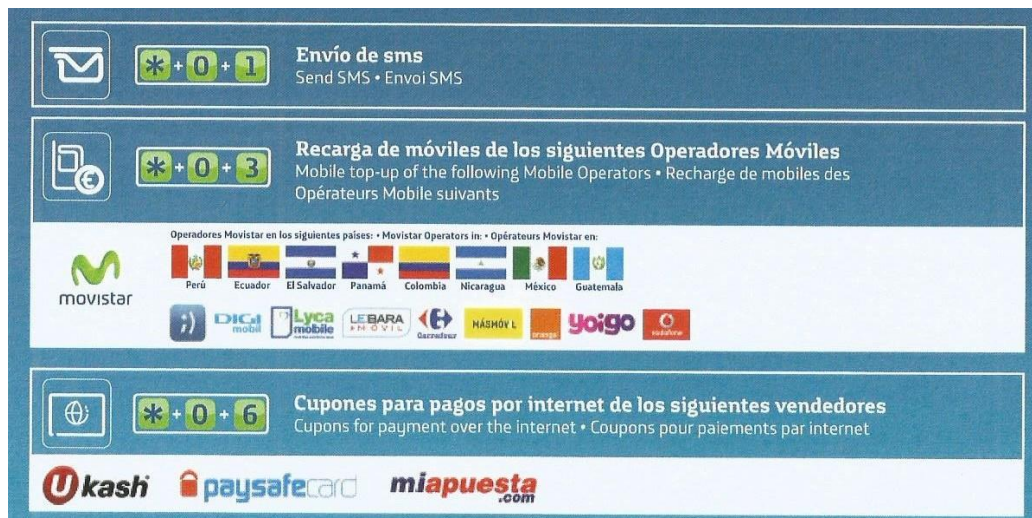 * + 0 + 1
Envío de sms
Send SMS • Envoi SMS
* + 0 + 3
Recarga de móviles de los siguientes Operadores Móviles
Mobile top-up of the following Mobile Operators • Recharge de mobiles des
Opérateurs Mobile suivants
Operadores Movistar en los siguientes países: • Movistar Operators in: • Opérateurs Movistar en:
movistar
Perú Ecuador El Salvador Panamá Colombia Nicaragua México Guatemala
;) DIGI mobil Lyca mobile LEBARA MÓVIL Carrefour MÁSMÓV L orange yoigo vodafone
* + 0 + 6
Cupones para pagos por internet de los siguientes vendedores
Cupons for payment over the internet • Coupons pour paiements par internet
Ukash paysafecard miapuesta.com